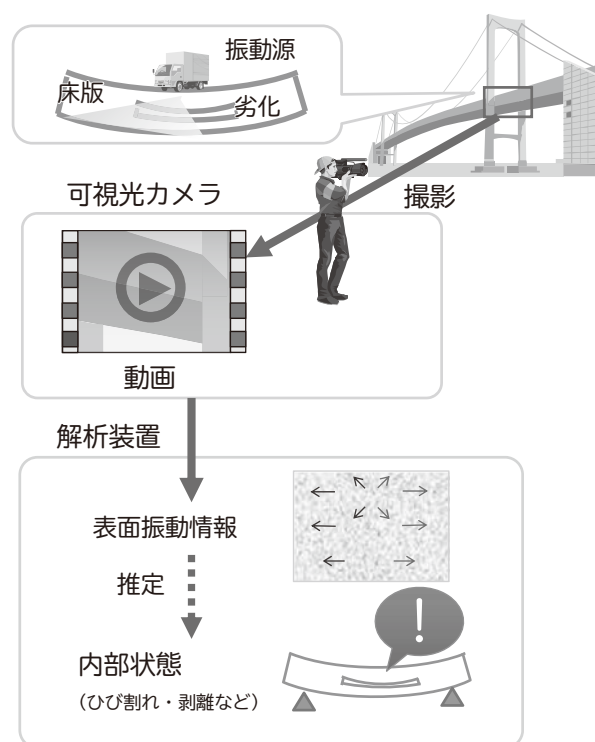 振動源
床版
劣化
可視光カメラ
撮影
動画
解析装置
表面振動情報
推定
!
内部状態
(ひび割れ・剥離など)